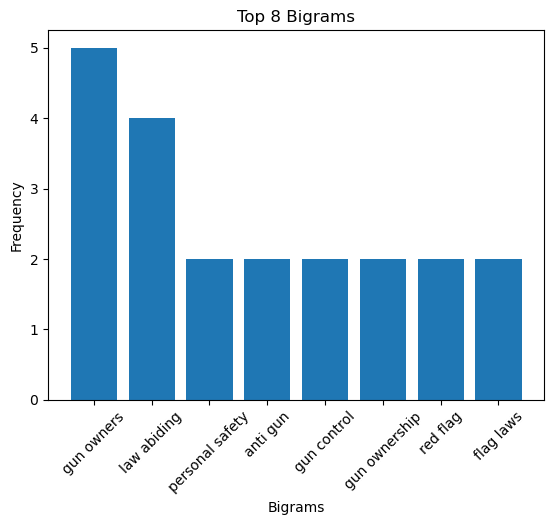 Top 8 Bigrams
Frequency
5
4
3
2
1
0
gun owners
law abiding
personal safety
anti gun
gun control
gun ownership
red flag
flag laws
Bigrams